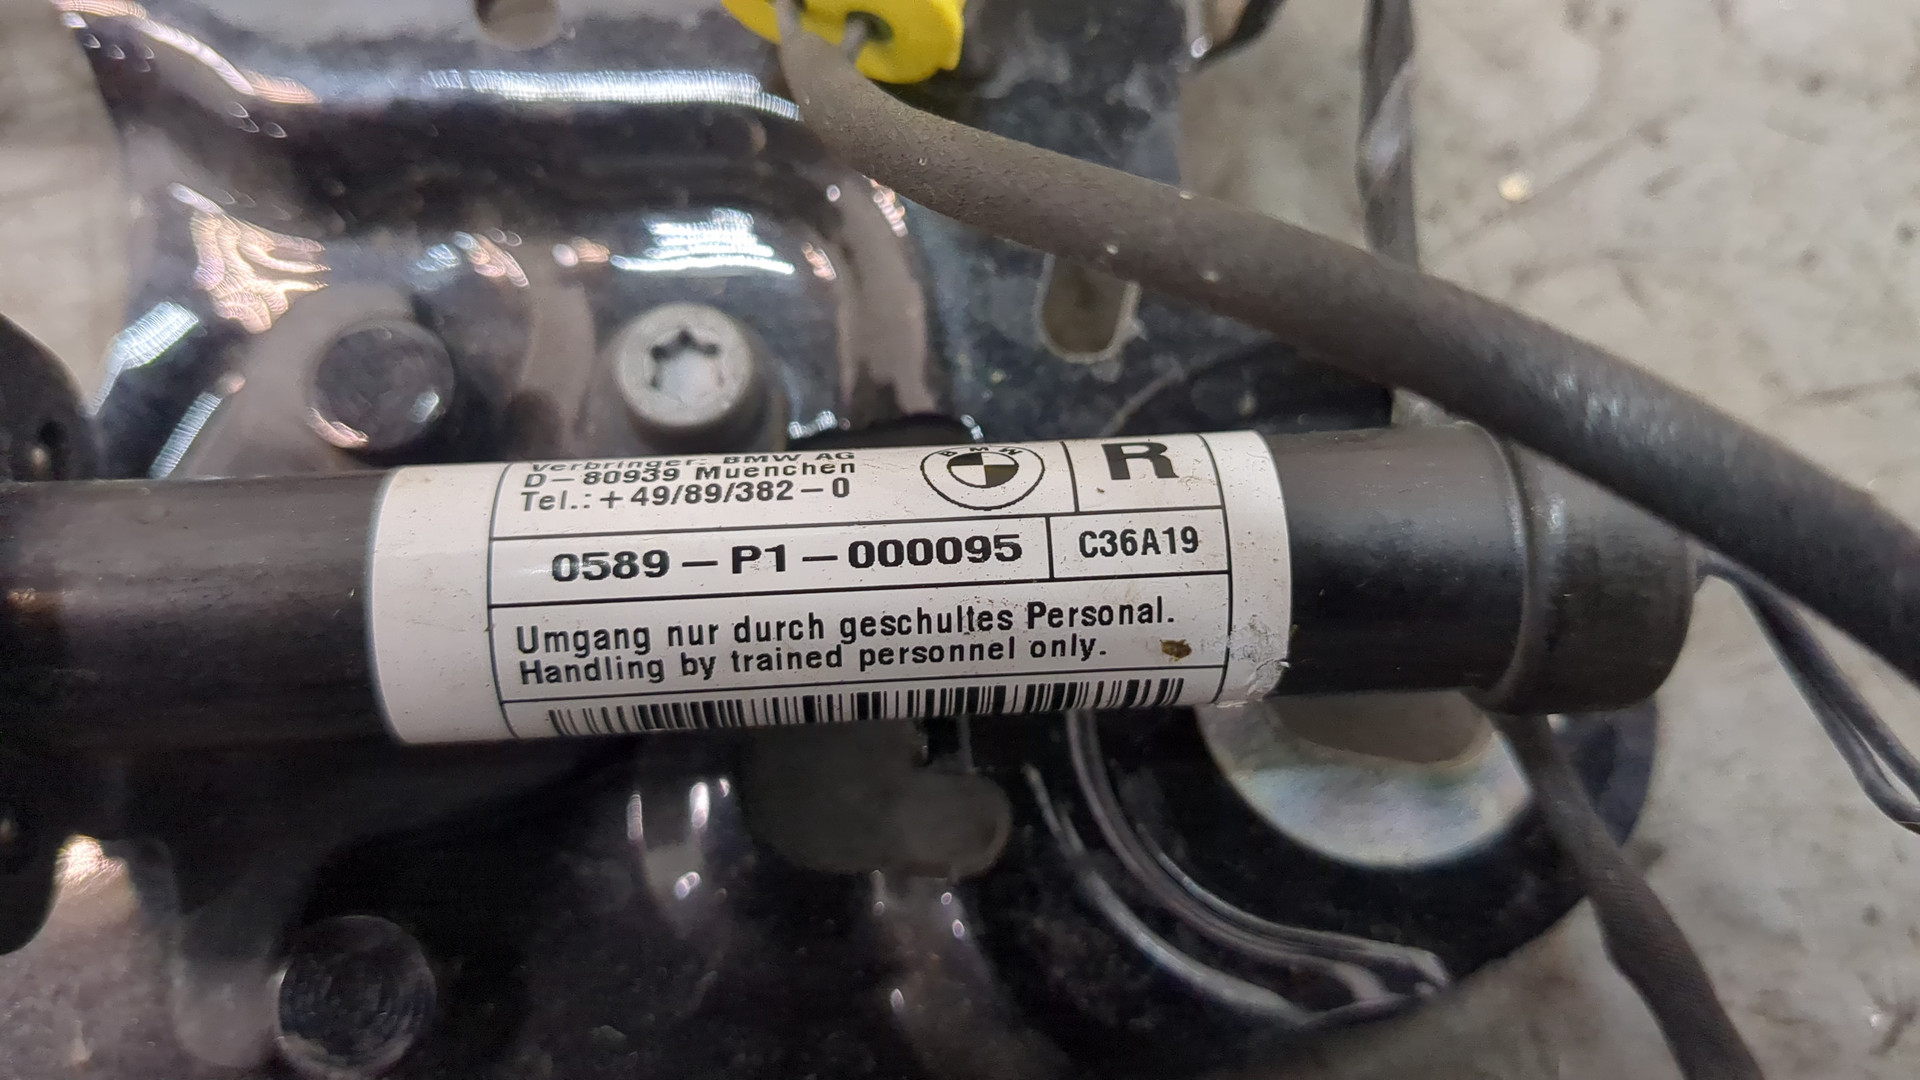 Verbringer: BMW AG
D-80939 Muenchen
Tel.: +49/89/382-0
BMW
R
0589-P1-000095
C36A19
Umgang nur durch geschultes Personal.
Handling by trained personnel only.